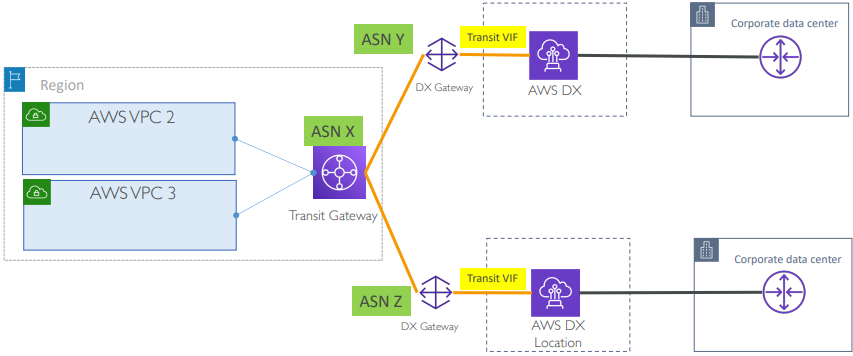 ASN Y
Transit VIF
Corporate data center
DX Gateway
AWS DX
Region
AWS VPC 2
ASN X
AWS VPC 3
Transit Gateway
Transit VIF
Corporate data center
ASN Z
DX Gateway
AWS DX
Location